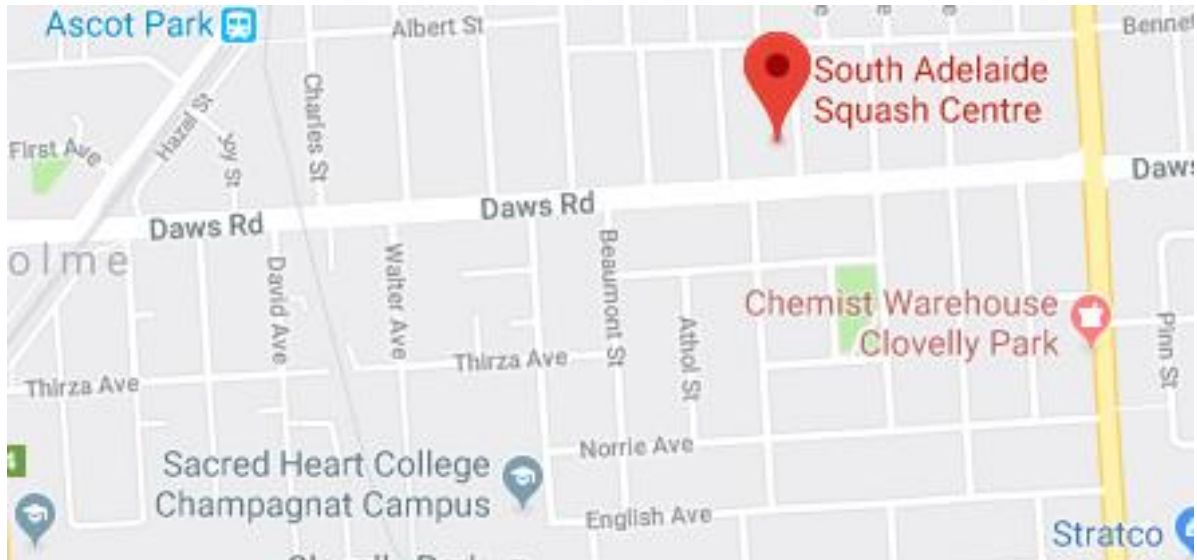 Ascot Park
Albert St
Bennet
South Adelaide
Squash Centre
Charles St
Hazel St
Joy St
First Ave
Daws
Daws Rd
Daws Rd
olme
David Ave
Walter Ave
Beaumont St
Athol St
Chemist Warehouse
Clovelly Park
Pinn St
Thirza Ave
Thirza Ave
Norrie Ave
Sacred Heart College
Champagnat Campus
English Ave
Stratco